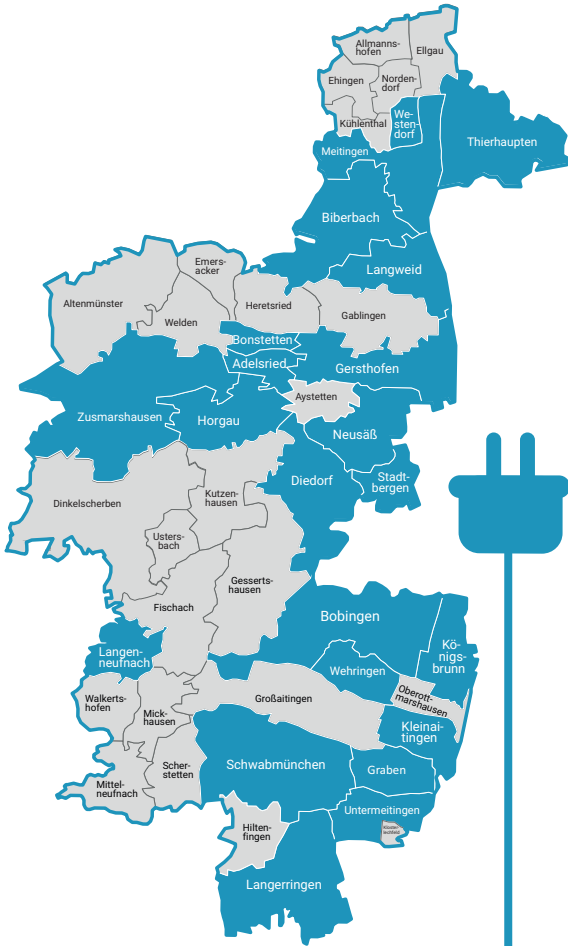 Allmanns-
hofen
Ellgau
Ehingen
Norden-
dorf
Kühlenthal
We-
sten-
dorf
Thierhaupten
Meitingen
Biberbach
Langweid
Emers-
acker
Altenmünster
Heretsried
Welden
Gablingen
Bonstetten
Adelsried
Gersthofen
Aystetten
Zusmarshausen
Horgau
Neusäß
Diedorf
Stadt-
bergen
Dinkelscherben
Kutzen-
hausen
Usters-
bach
Gesserts-
hausen
Fischach
Bobingen
Kö-
nigs-
brunn
Langen-
neufnach
Wehringen
Walkerts-
hofen
Großaitingen
Oberott-
marshausen
Mick-
hausen
Kleinai-
tingen
Schwabmünchen
Scher-
stetten
Graben
Mittel-
neufnach
Untermeitingen
Hilten-
fingen
Kloster-
lechfeld
Langerringen